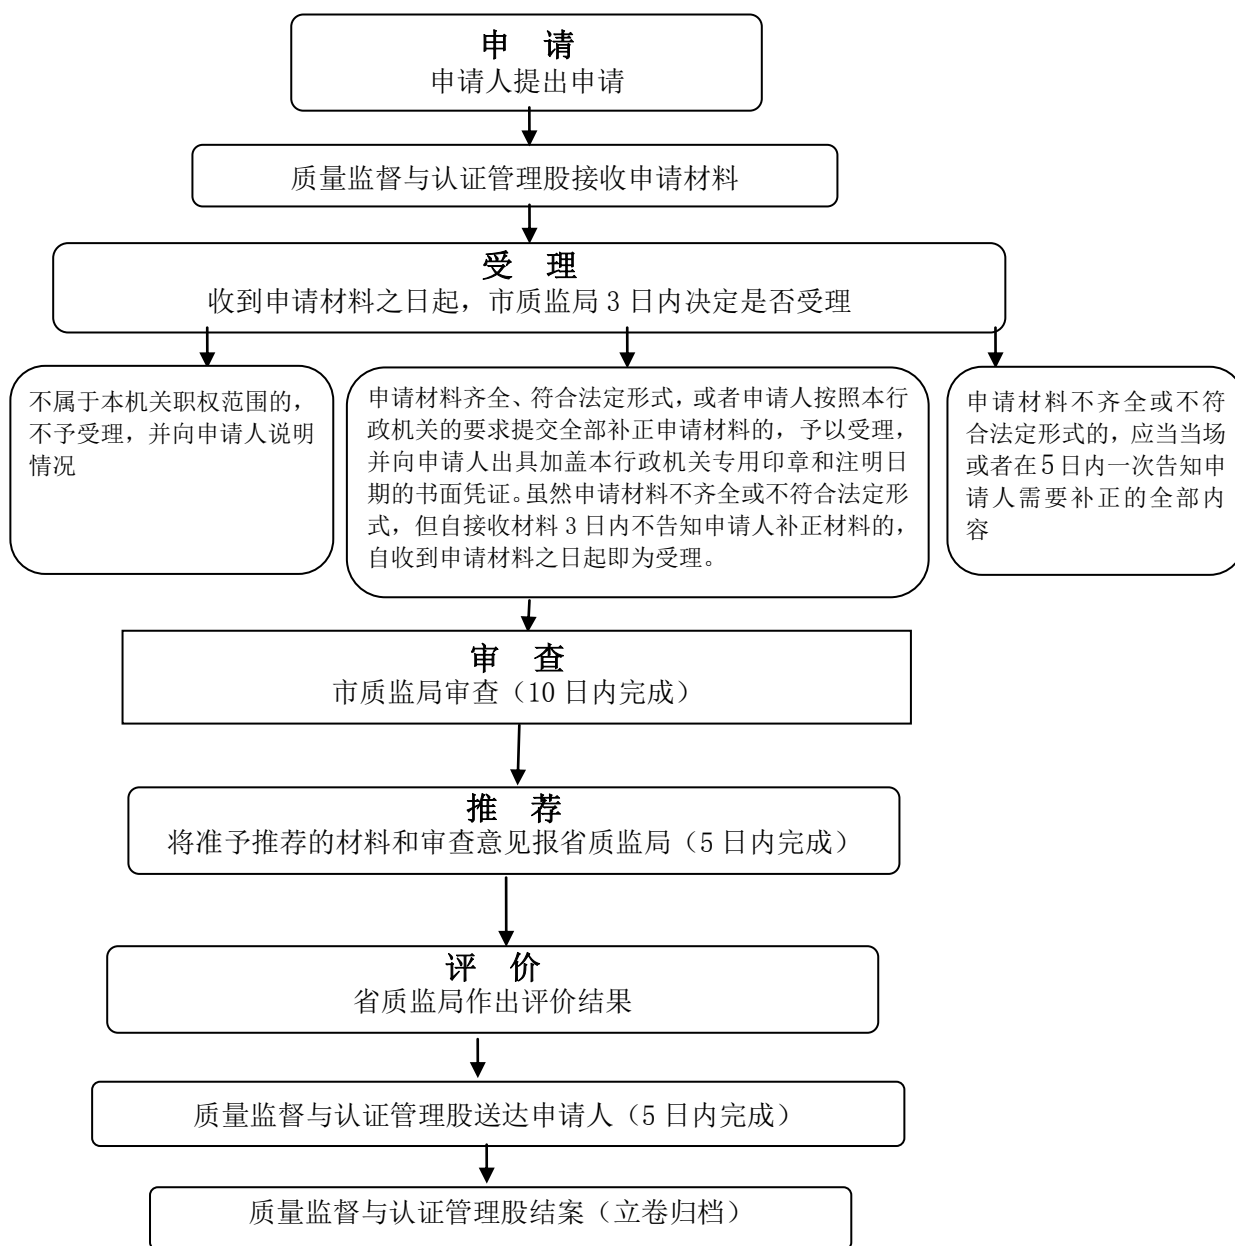 申 请
申请人提出申请
质量监督与认证管理股接收申请材料
受 理
收到申请材料之日起，市质监局 3 日内决定是否受理
不属于本机关职权范围的，
不予受理，并向申请人说明
情况
申请材料齐全、符合法定形式，或者申请人按照本行
政机关的要求提交全部补正申请材料的，予以受理，
并向申请人出具加盖本行政机关专用印章和注明日
期的书面凭证。虽然申请材料不齐全或不符合法定形
式，但自接收材料 3 日内不告知申请人补正材料的，
自收到申请材料之日起即为受理。
申请材料不齐全或不符
合法定形式的，应当当场
或者在 5 日内一次告知申
请人需要补正的全部内
容
审 查
市质监局审查（10 日内完成）
推 荐
将准予推荐的材料和审查意见报省质监局（5 日内完成）
评 价
省质监局作出评价结果
质量监督与认证管理股送达申请人（5 日内完成）
质量监督与认证管理股结案（立卷归档）